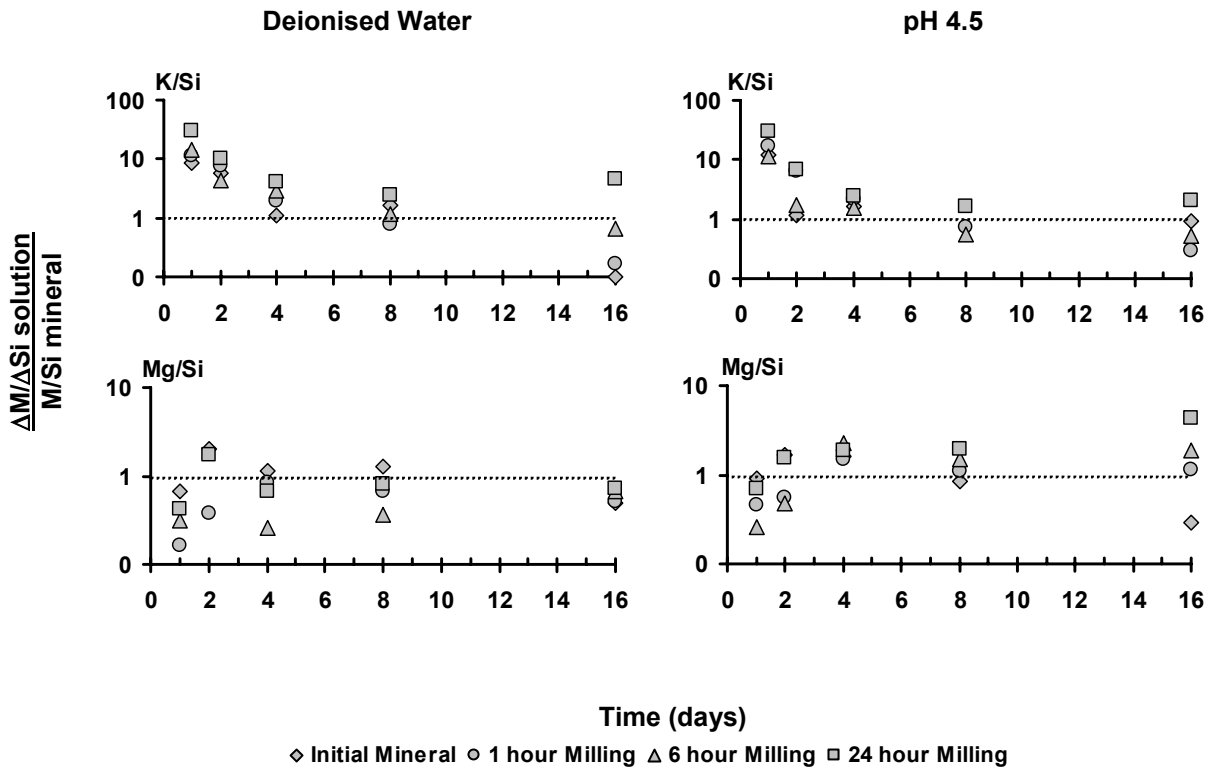 Deionised Water
pH 4.5
ΔM/ΔSi solution
M/Si mineral
K/Si
100
10
1
0
0 2 4 6 8 10 12 14 16
K/Si
100
10
1
0
0 2 4 6 8 10 12 14 16
Mg/Si
10
1
0
0 2 4 6 8 10 12 14 16
Mg/Si
10
1
0
0 2 4 6 8 10 12 14 16
Time (days)
Initial Mineral 1 hour Milling 6 hour Milling 24 hour Milling